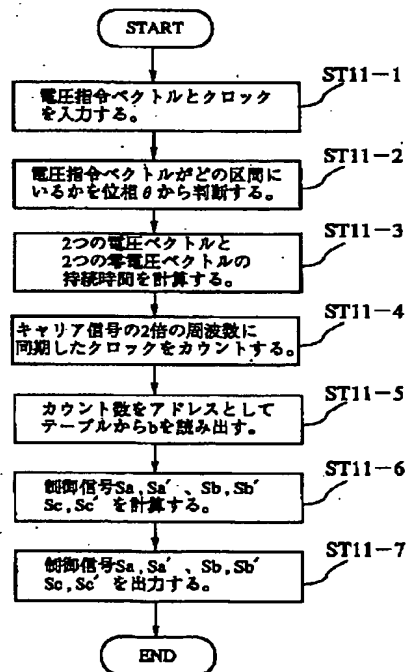 START
ST11-1
電圧指令ベクトルとクロック
を入力する。
ST11-2
電圧指令ベクトルがどの区間に
いるかを位相θから判断する。
ST11-3
2つの電圧ベクトルと
2つの零電圧ベクトルの
持続時間を計算する。
ST11-4
キャリア信号の2倍の周波数に
同期したクロックをカウントする。
ST11-5
カウント数をアドレスとして
テーブルからbを読み出す。
ST11-6
制御信号Sa,Sa′、Sb,Sb′
Sc,Sc′を計算する。
ST11-7
制御信号Sa,Sa′、Sb,Sb′
Sc,Sc′を出力する。
END